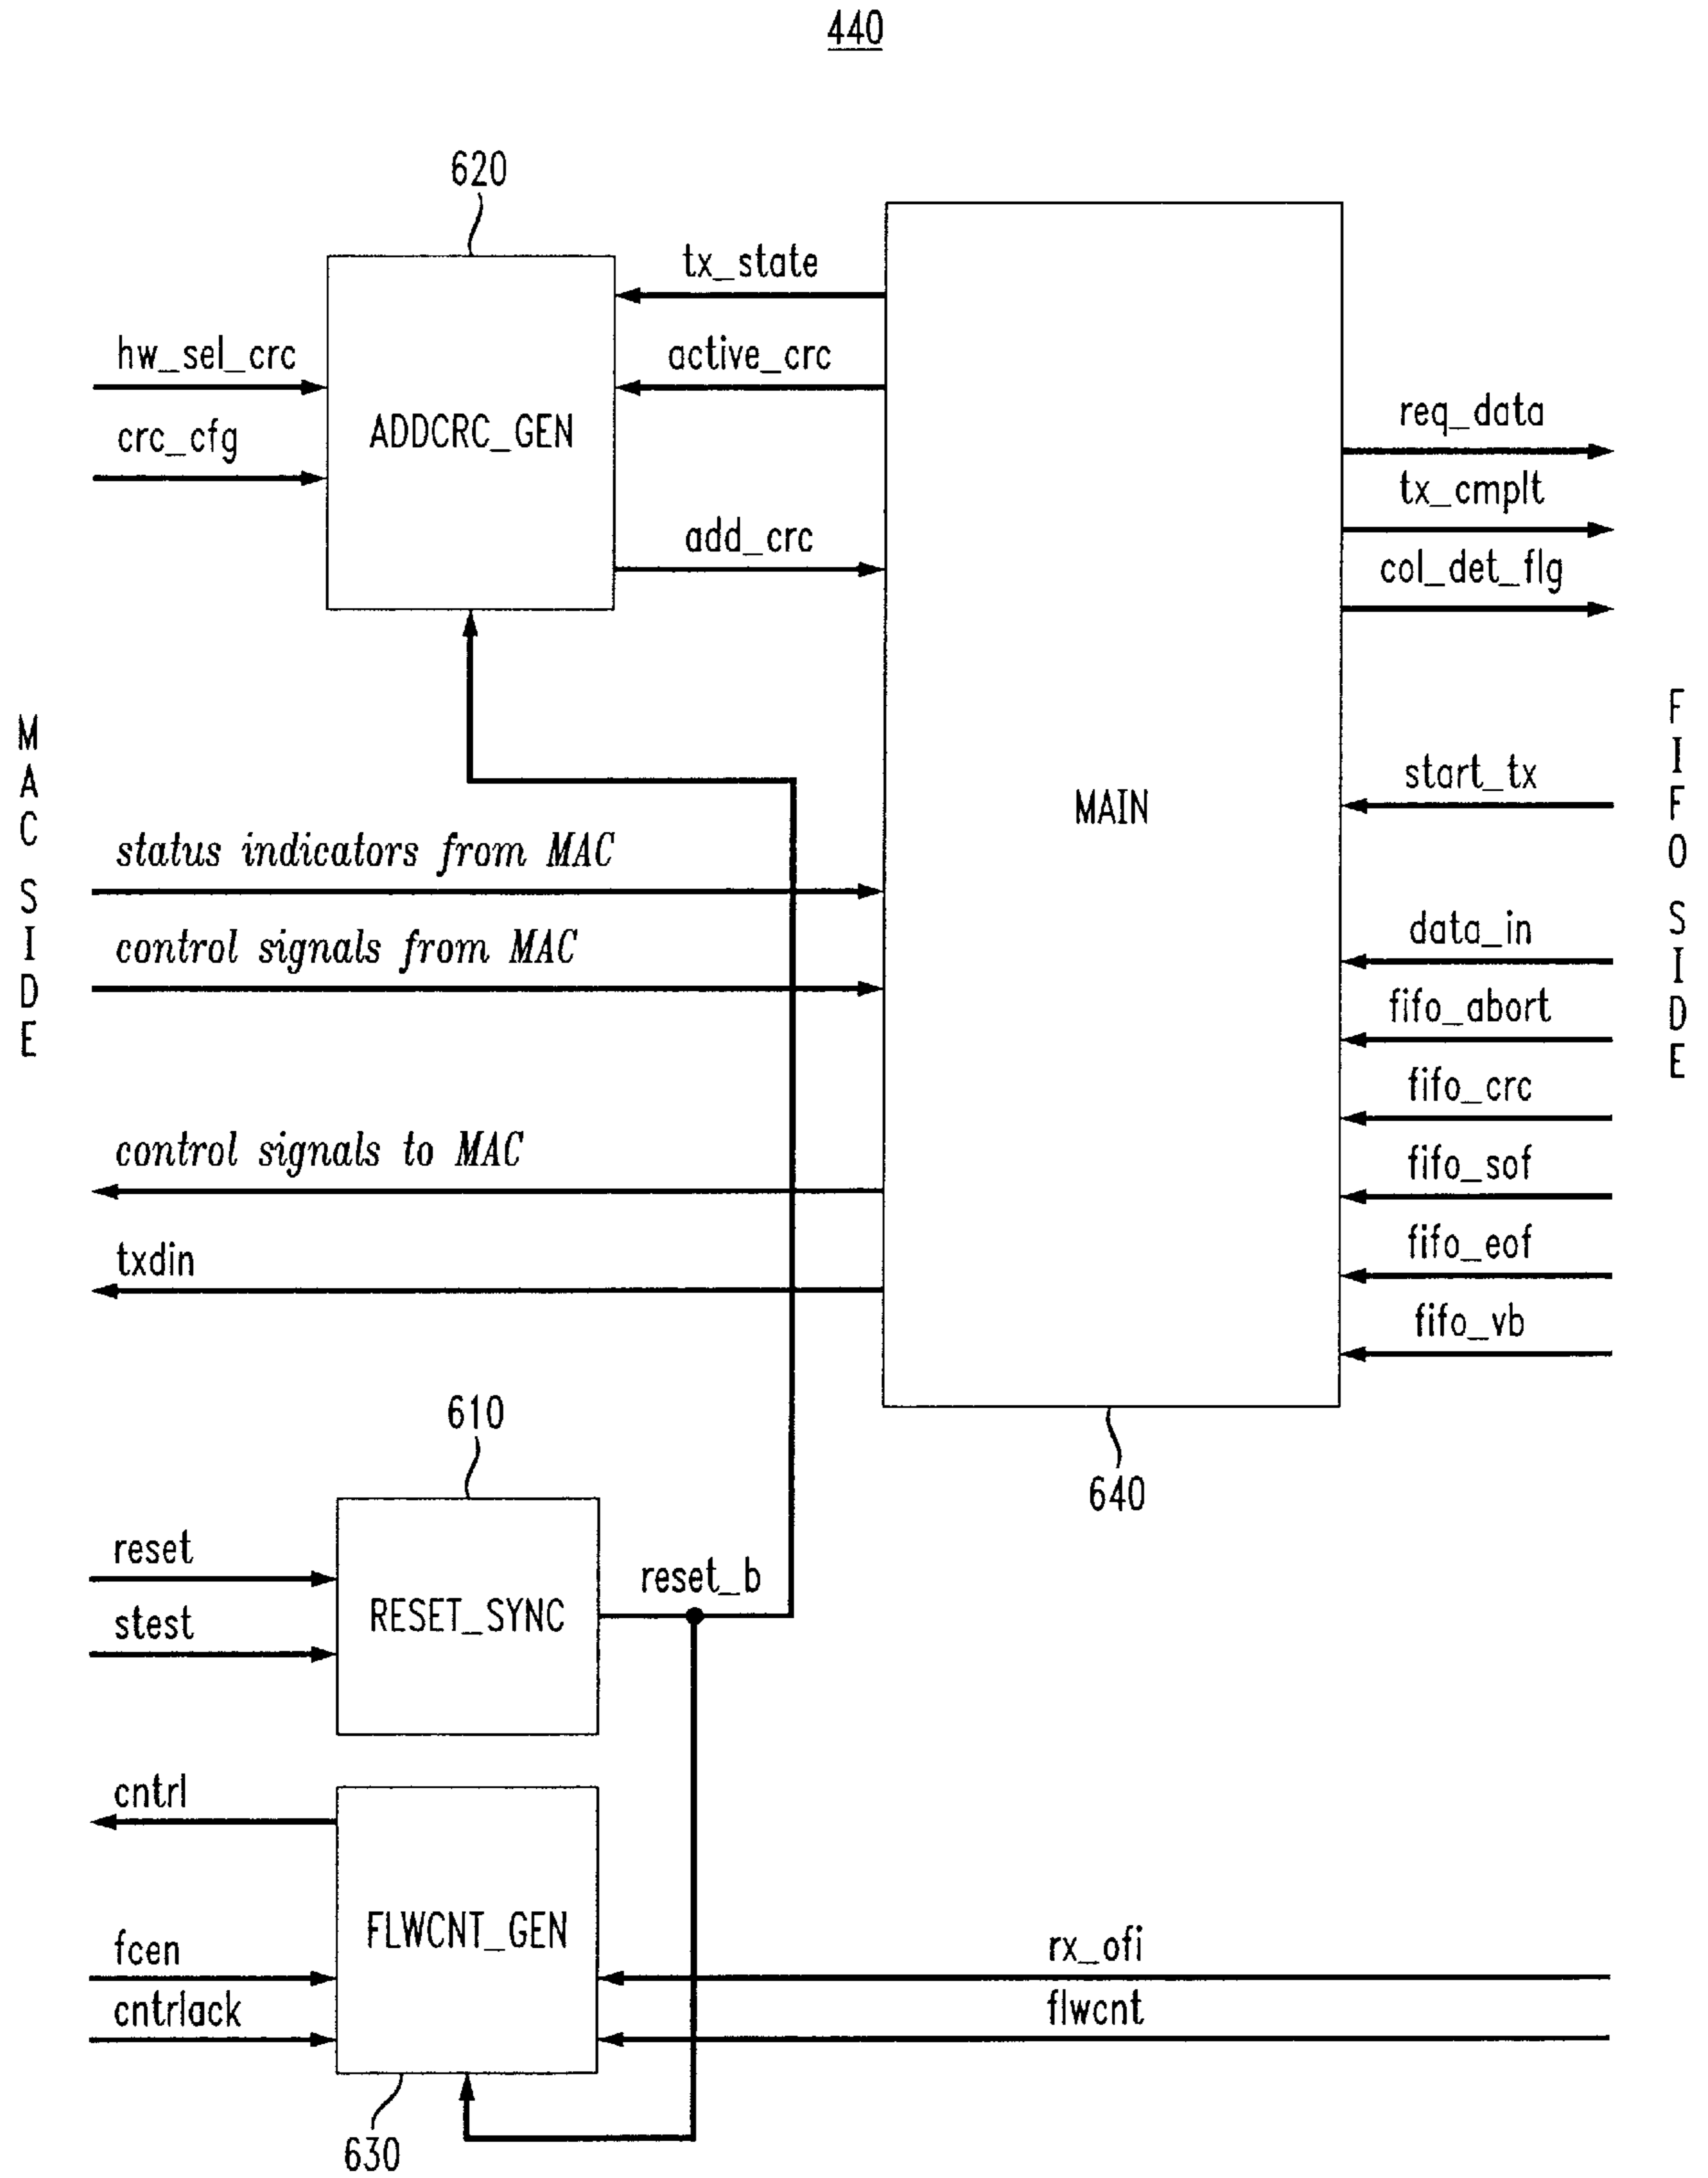 440
620
tx_state
hw_sel_crc
active_crc
crc_cfg
ADDCRC_GEN
req_data
tx_cmplt
add_crc
col_det_flg
MAC SIDE
FIFO SIDE
start_tx
MAIN
status indicators from MAC
data_in
control signals from MAC
fifo_abort
fifo_crc
control signals to MAC
fifo_sof
fifo_eof
txdin
fifo_vb
610
640
reset
reset_b
stest
RESET_SYNC
cntrl
FLWCNT_GEN
fcen
rx_ofi
cntrlack
flwcnt
630